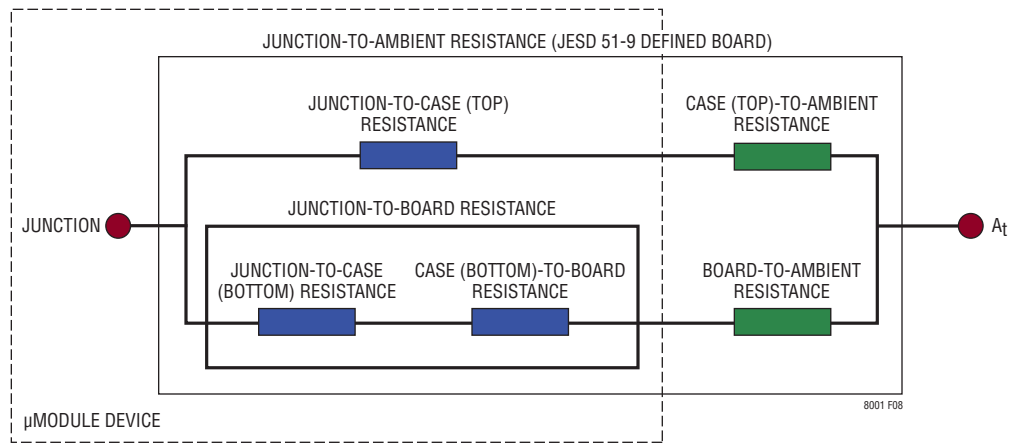 JUNCTION-TO-AMBIENT RESISTANCE (JESD 51-9 DEFINED BOARD)
JUNCTION-TO-CASE (TOP)
RESISTANCE
CASE (TOP)-TO-AMBIENT
RESISTANCE
JUNCTION-TO-BOARD RESISTANCE
JUNCTION
At
JUNCTION-TO-CASE
(BOTTOM) RESISTANCE
CASE (BOTTOM)-TO-BOARD
RESISTANCE
BOARD-TO-AMBIENT
RESISTANCE
8001 F08
µMODULE DEVICE